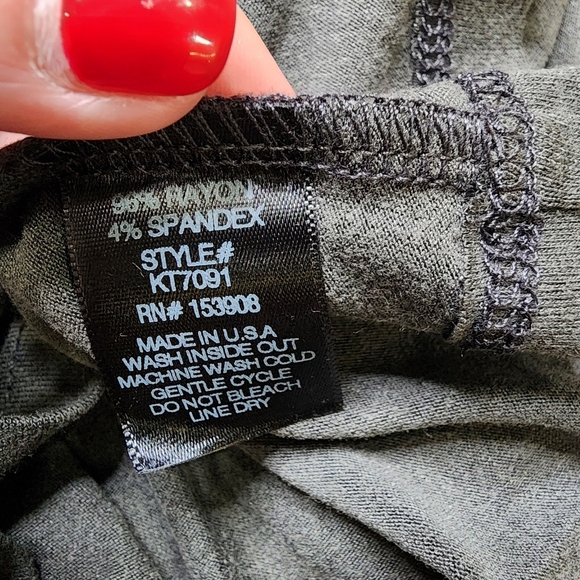 96% RAYON
4% SPANDEX
STYLE#
KT7091
RN# 153908
MADE IN U.S.A
WASH INSIDE OUT
MACHINE WASH COLD
GENTLE CYCLE
DO NOT BLEACH
LINE DRY